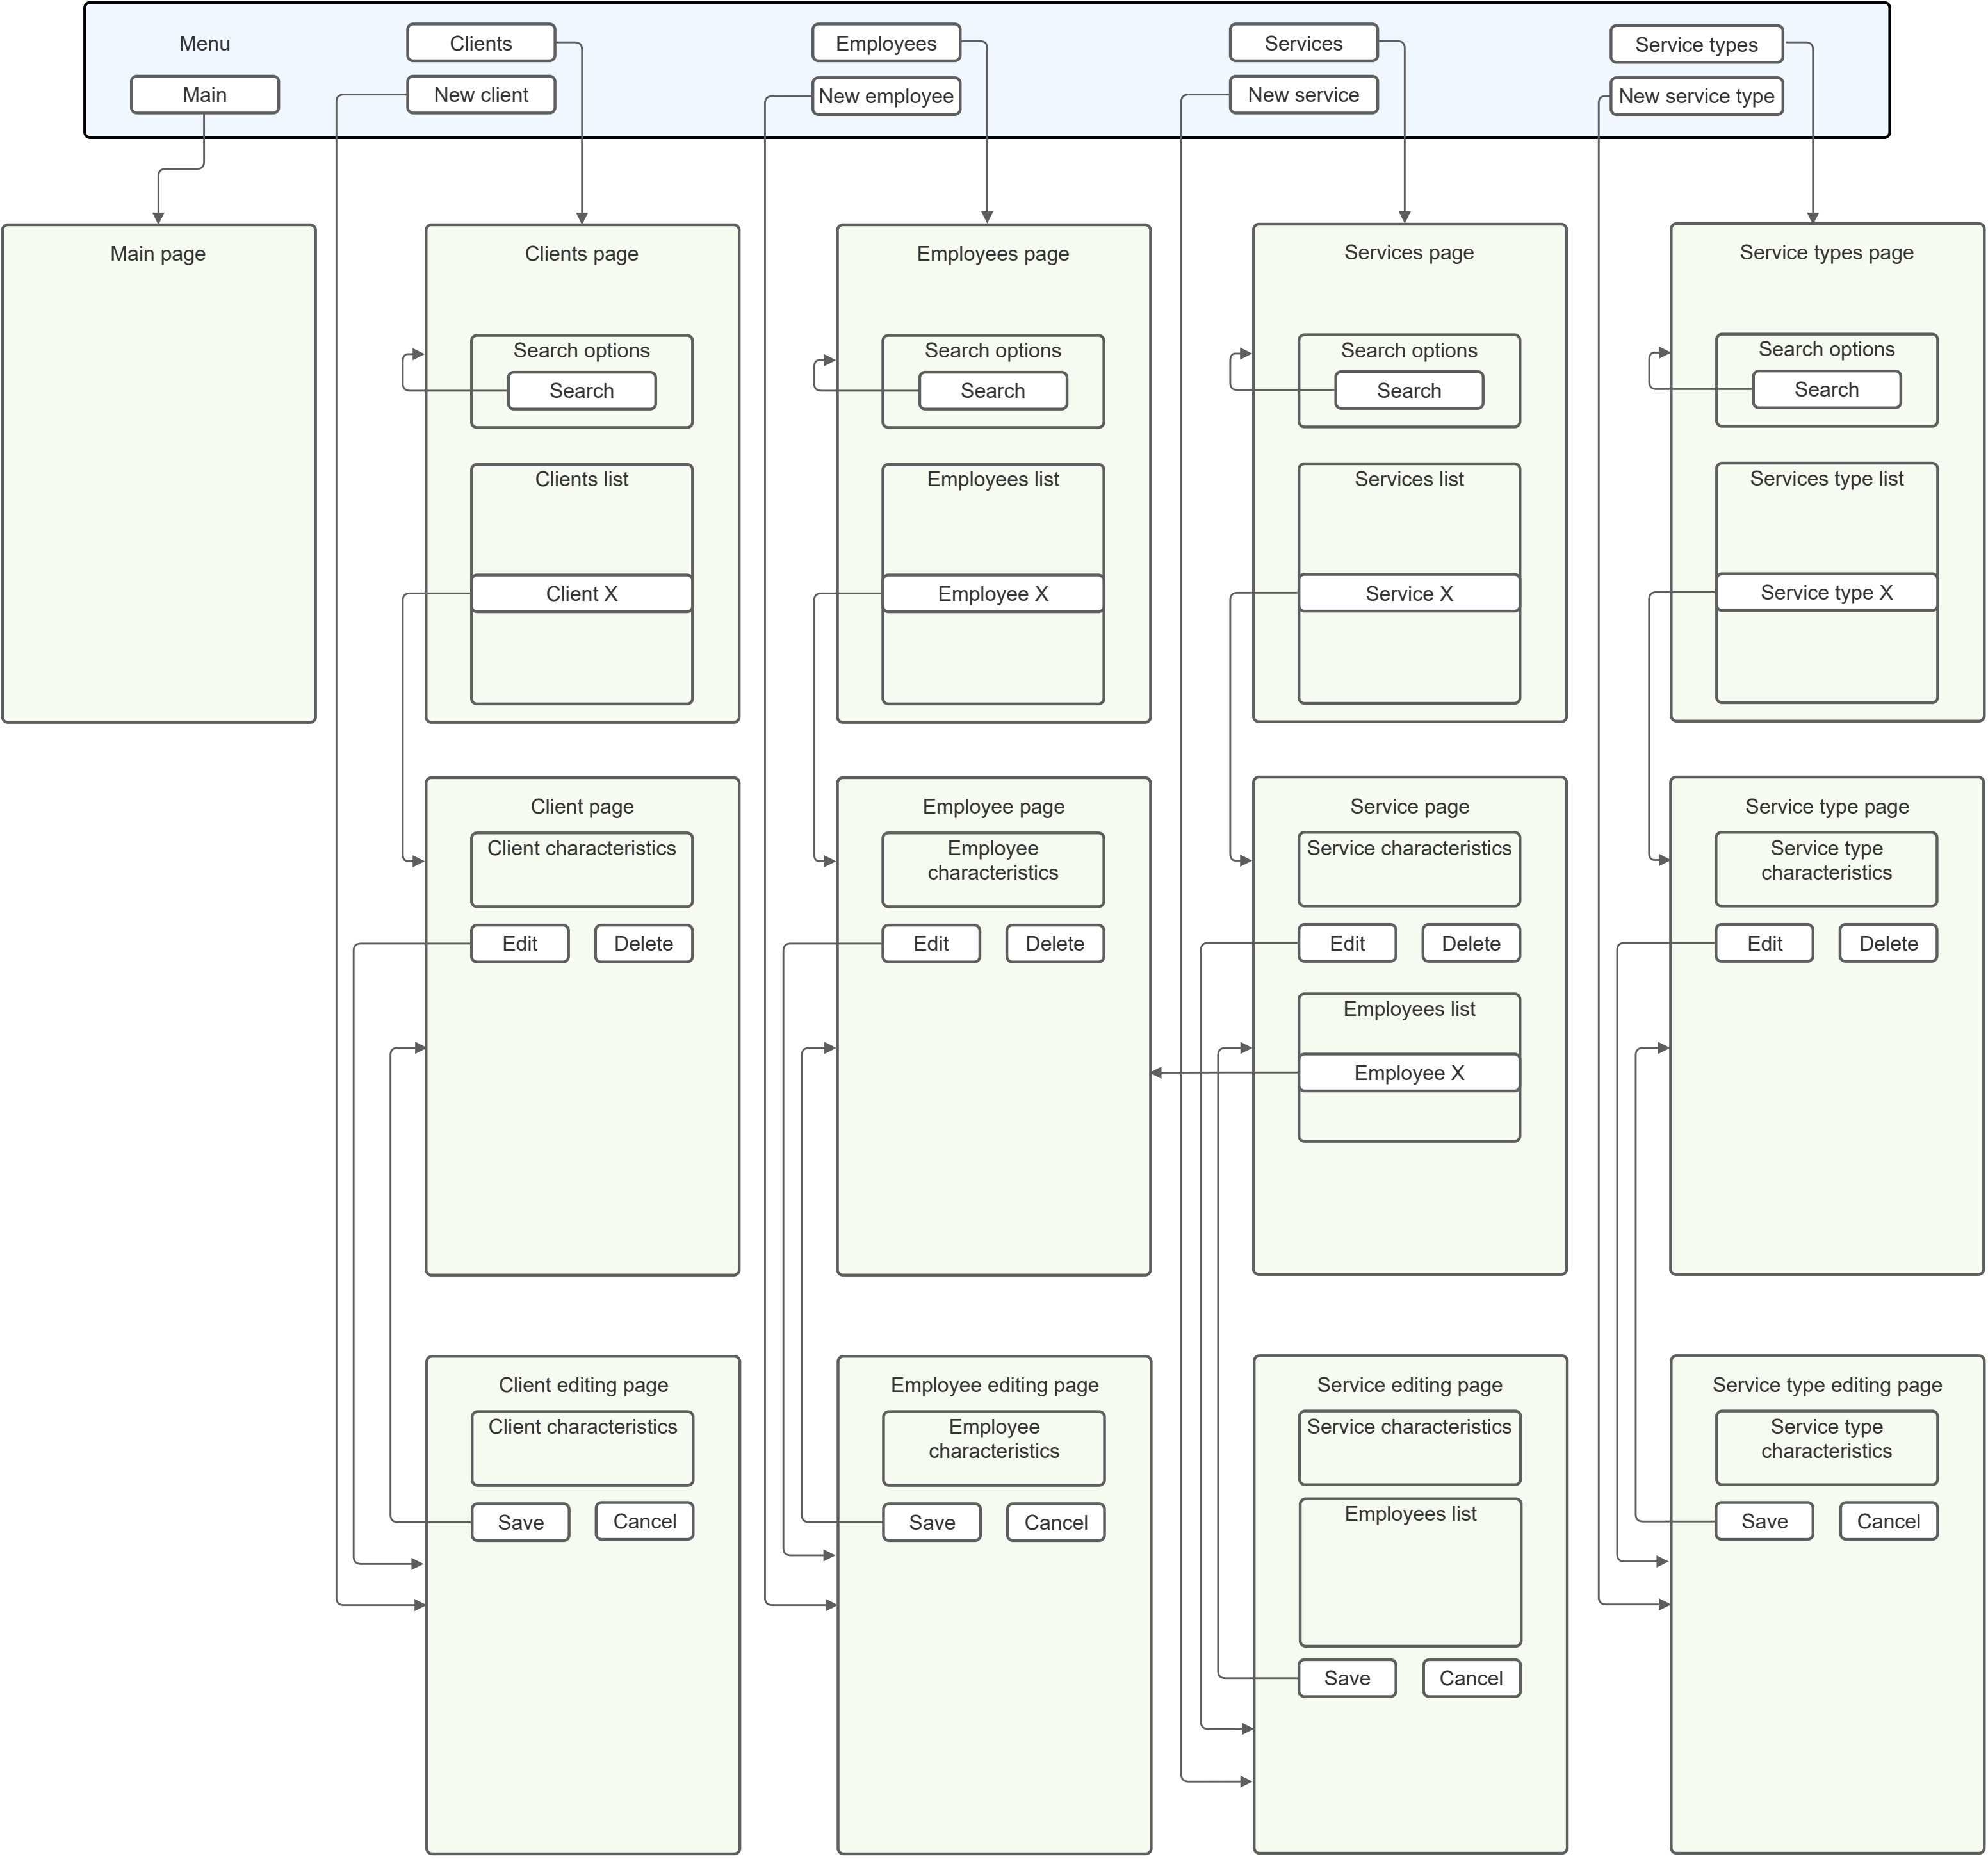 Menu
Main
Clients
New client
Employees
New employee
Services
New service
Service types
New service type
Main page
Clients page
Search options
Search
Clients list
Client X
Employees page
Search options
Search
Employees list
Employee X
Services page
Search options
Search
Services list
Service X
Service types page
Search options
Search
Services type list
Service type X
Client page
Client characteristics
Edit
Delete
Employee page
Employee
characteristics
Edit
Delete
Service page
Service characteristics
Edit
Delete
Employees list
Employee X
Service type page
Service type
characteristics
Edit
Delete
Client editing page
Client characteristics
Save
Cancel
Employee editing page
Employee
characteristics
Save
Cancel
Service editing page
Service characteristics
Employees list
Save
Cancel
Service type editing page
Service type
characteristics
Save
Cancel